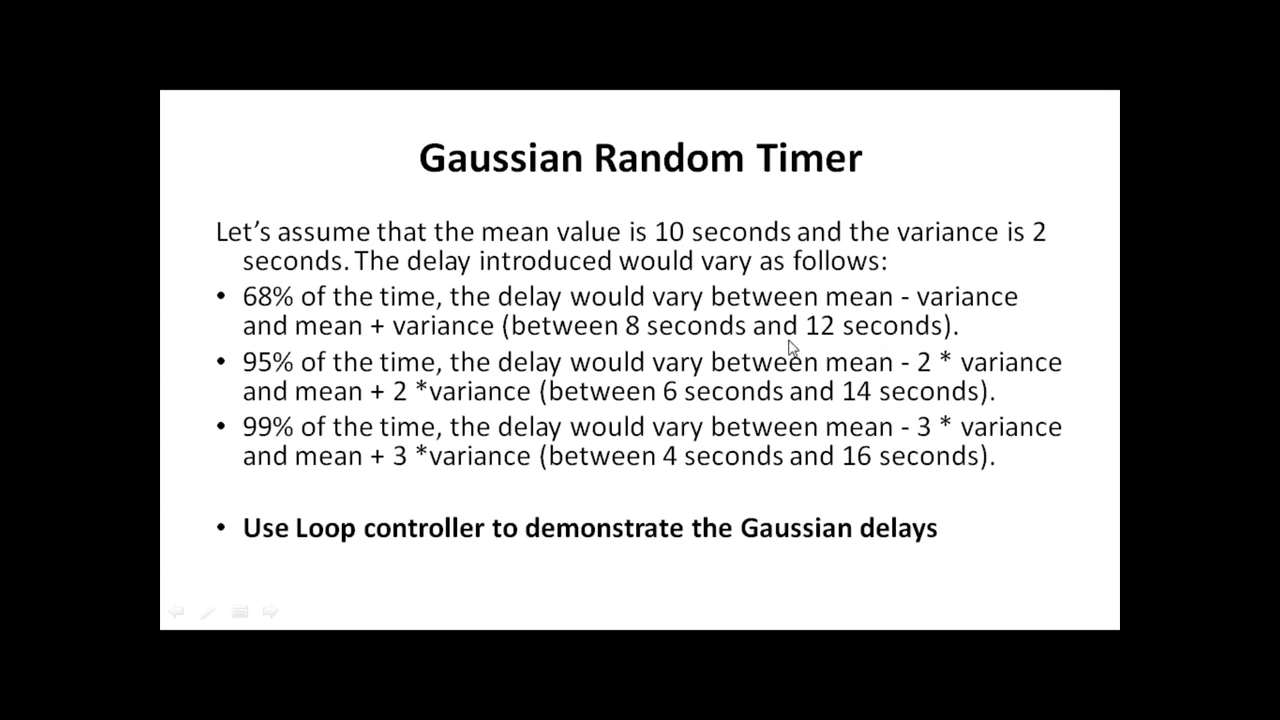 Gaussian Random Timer
Let’s assume that the mean value is 10 seconds and the variance is 2
seconds. The delay introduced would vary as follows:
• 68% of the time, the delay would vary between mean - variance
and mean + variance (between 8 seconds and 12 seconds).
• 95% of the time, the delay would vary between mean - 2 * variance
and mean + 2 *variance (between 6 seconds and 14 seconds).
• 99% of the time, the delay would vary between mean - 3 * variance
and mean + 3 *variance (between 4 seconds and 16 seconds).
• Use Loop controller to demonstrate the Gaussian delays